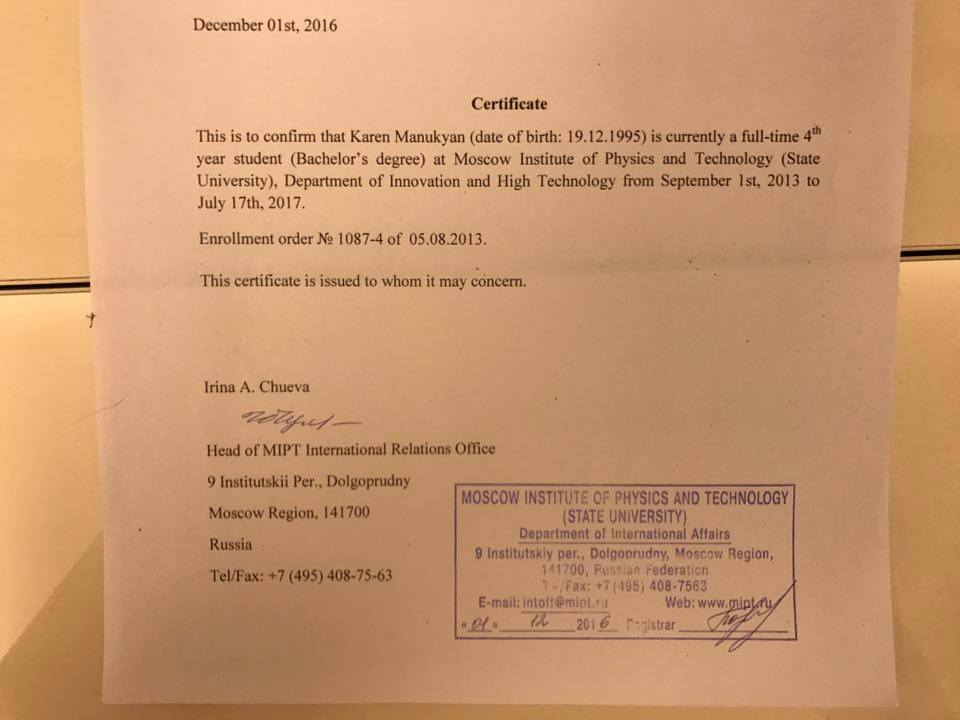 December 01st, 2016
Certificate
This is to confirm that Karen Manukyan (date of birth: 19.12.1995) is currently a full-time 4th
year student (Bachelor's degree) at Moscow Institute of Physics and Technology (State
University), Department of Innovation and High Technology from September 1st, 2013 to
July 17th, 2017.
Enrollment order № 1087-4 of 05.08.2013.
This certificate is issued to whom it may concern.
Irina A. Chueva
Head of MIPT International Relations Office
9 Institutskii Per., Dolgoprudny
Moscow Region, 141700
Russia
Tel/Fax: +7 (495) 408-75-63
MOSCOW INSTITUTE OF PHYSICS AND TECHNOLOGY
(STATE UNIVERSITY)
Department of International Affairs
9 Institutskiy per., Dolgoprudny, Moscow Region,
141700, Russian Federation
/Fax: +7 (495) 408-7563
E-mail: intoff@mipt.ru Web: www.mipt.ru
"01" 12 2016 Registrar